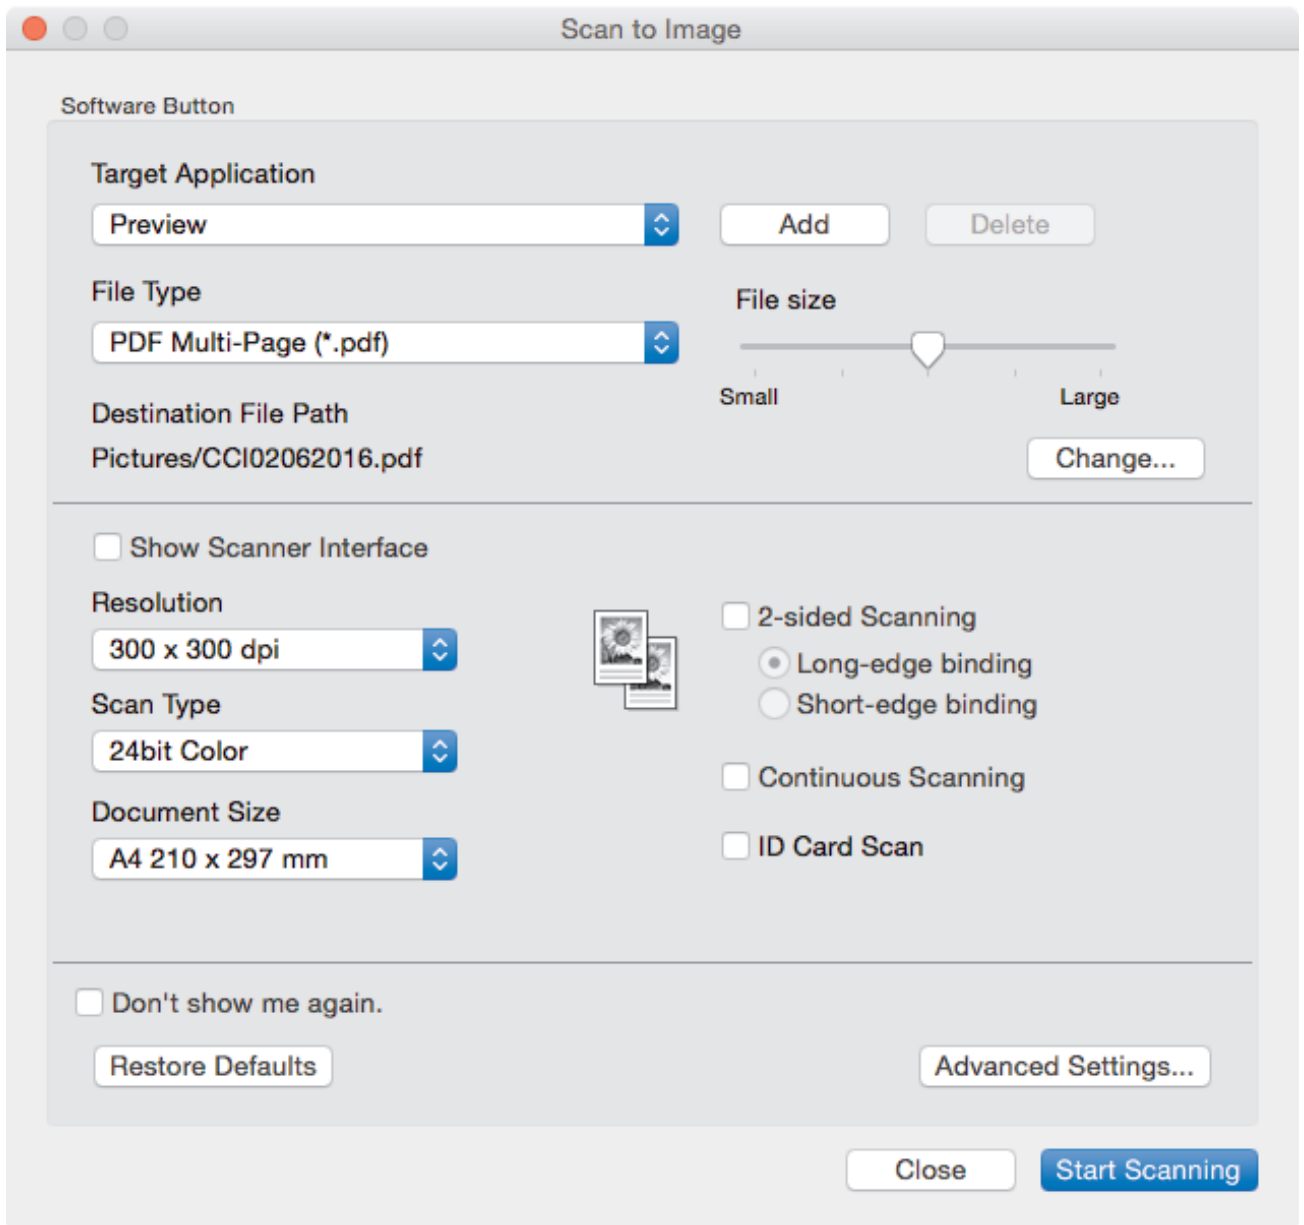 Scan to Image
Software Button
Target Application
Preview
Add
Delete
File Type
File size
PDF Multi-Page (*.pdf)
Small
Large
Destination File Path
Pictures/CCI02062016.pdf
Change...
Show Scanner Interface
Resolution
300 x 300 dpi
2-sided Scanning
Long-edge binding
Short-edge binding
Scan Type
24bit Color
Continuous Scanning
Document Size
A4 210 x 297 mm
ID Card Scan
Don't show me again.
Restore Defaults
Advanced Settings...
Close
Start Scanning